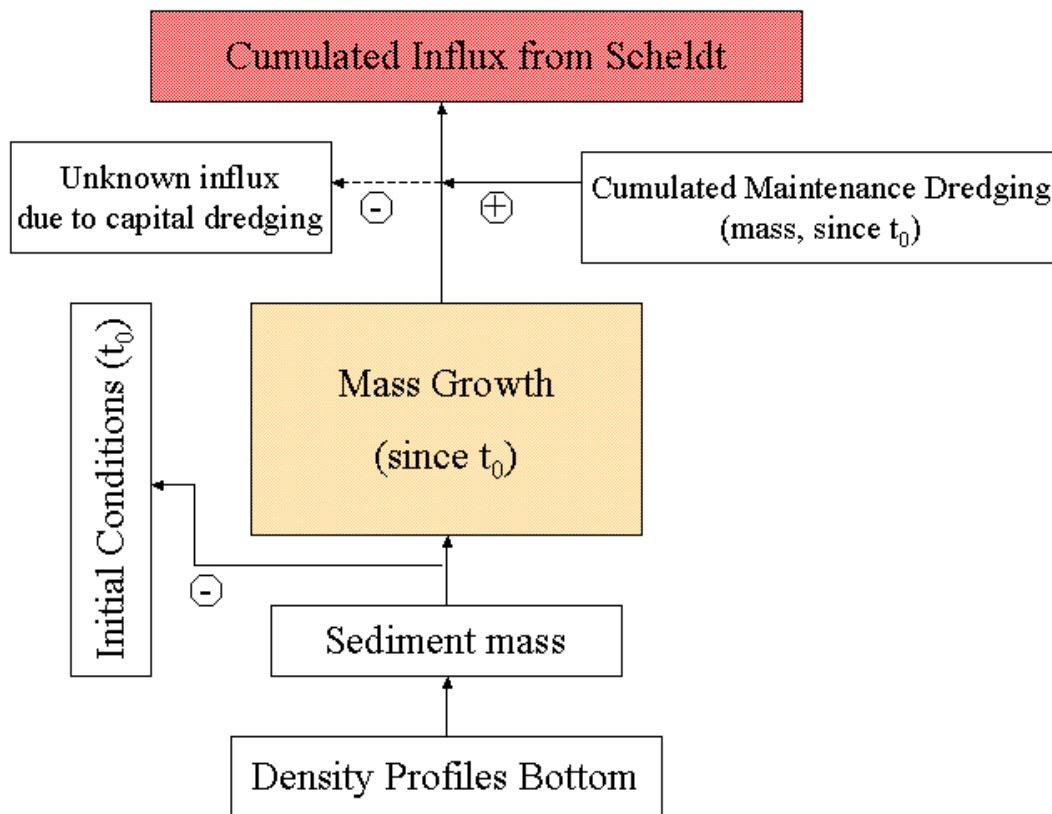 Cumulated Influx from Scheldt
Unknown influx
due to capital dredging
-
+
Cumulated Maintenance Dredging
(mass, since t₀)
Initial Conditions (t₀)
Mass Growth
(since t₀)
-
Sediment mass
Density Profiles Bottom